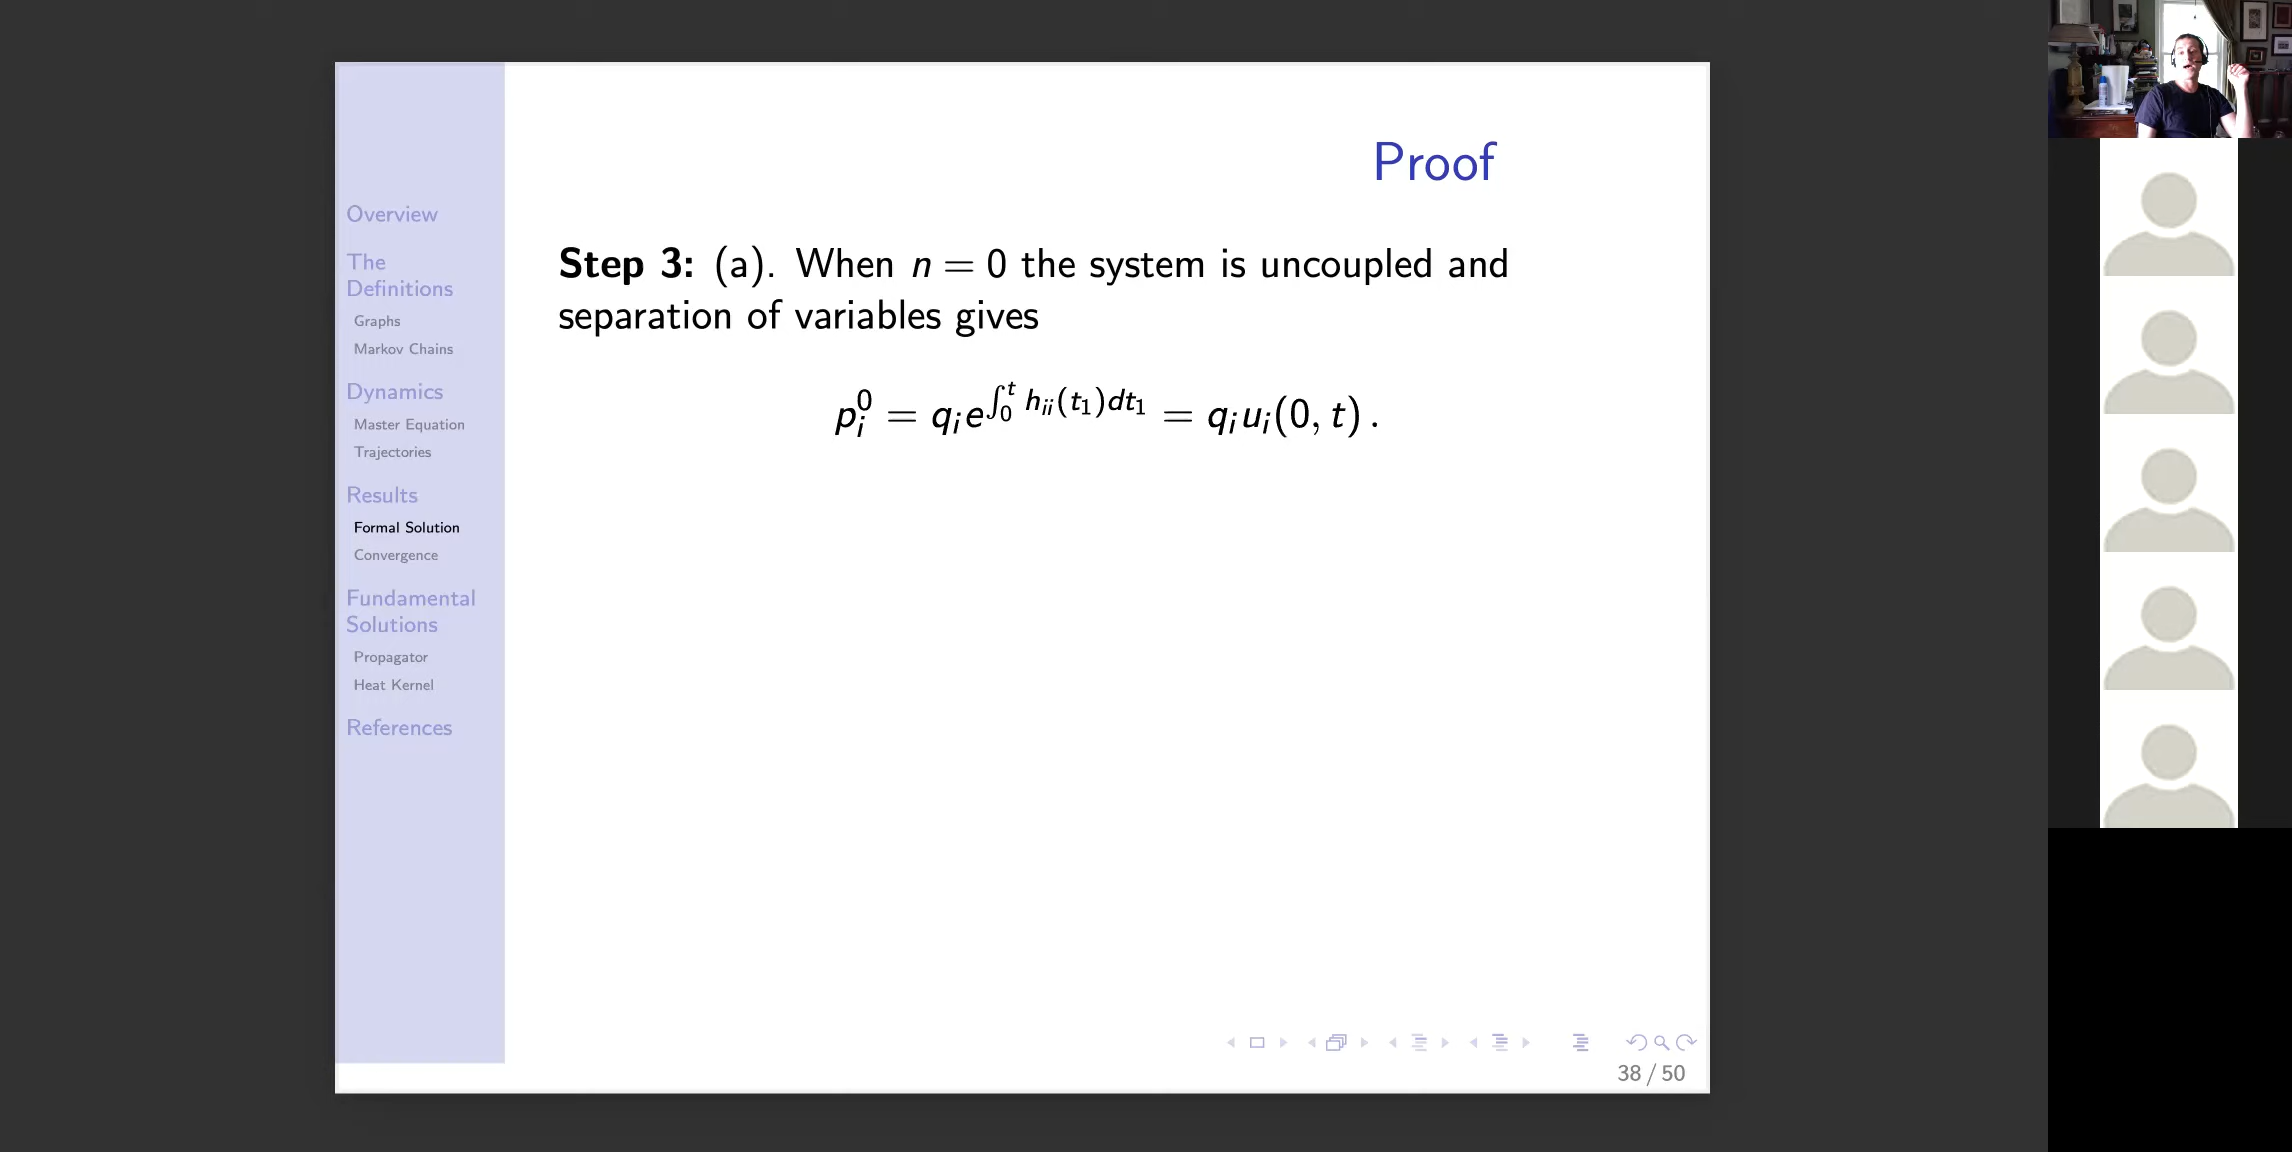 Proof
Overview
The
Definitions
Graphs
Markov Chains
Dynamics
Master Equation
Trajectories
Results
Formal Solution
Convergence
Fundamental
Solutions
Propagator
Heat Kernel
References
Step 3: (a). When n = 0 the system is uncoupled and
separation of variables gives
p_i^0 = q_i e^{∫_0^t h_{ii}(t_1)dt_1} = q_i u_i(0, t) .
38 / 50